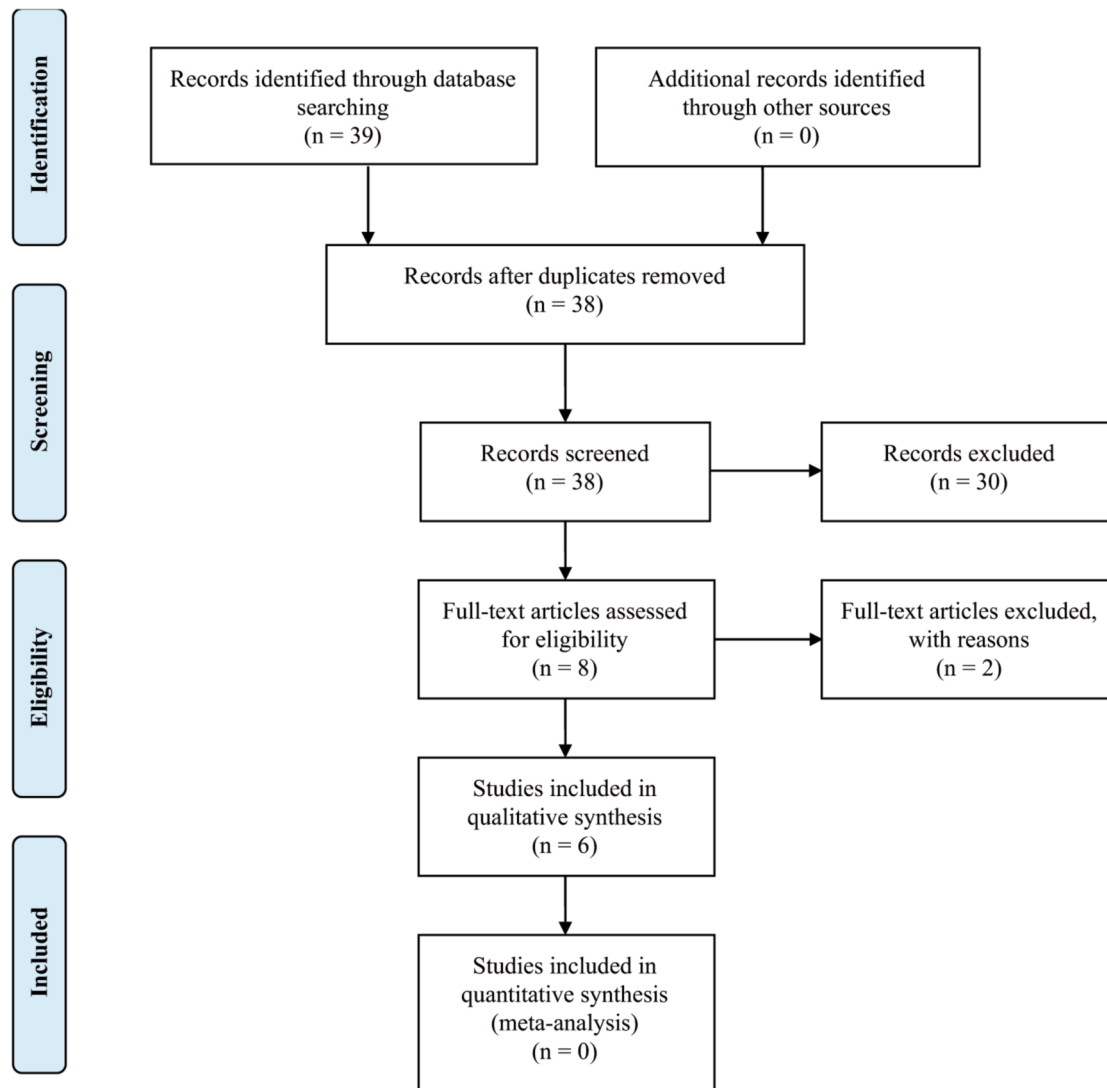 Identification
Records identified through database
searching
(n = 39)
Additional records identified
through other sources
(n = 0)
Records after duplicates removed
(n = 38)
Screening
Records screened
(n = 38)
Records excluded
(n = 30)
Eligibility
Full-text articles assessed
for eligibility
(n = 8)
Full-text articles excluded,
with reasons
(n = 2)
Studies included in
qualitative synthesis
(n = 6)
Included
Studies included in
quantitative synthesis
(meta-analysis)
(n = 0)